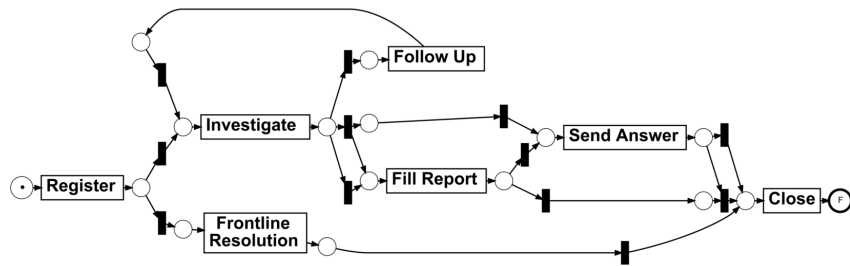 Follow Up
Investigate
Send Answer
Register
Fill Report
Close
F
Frontline
Resolution